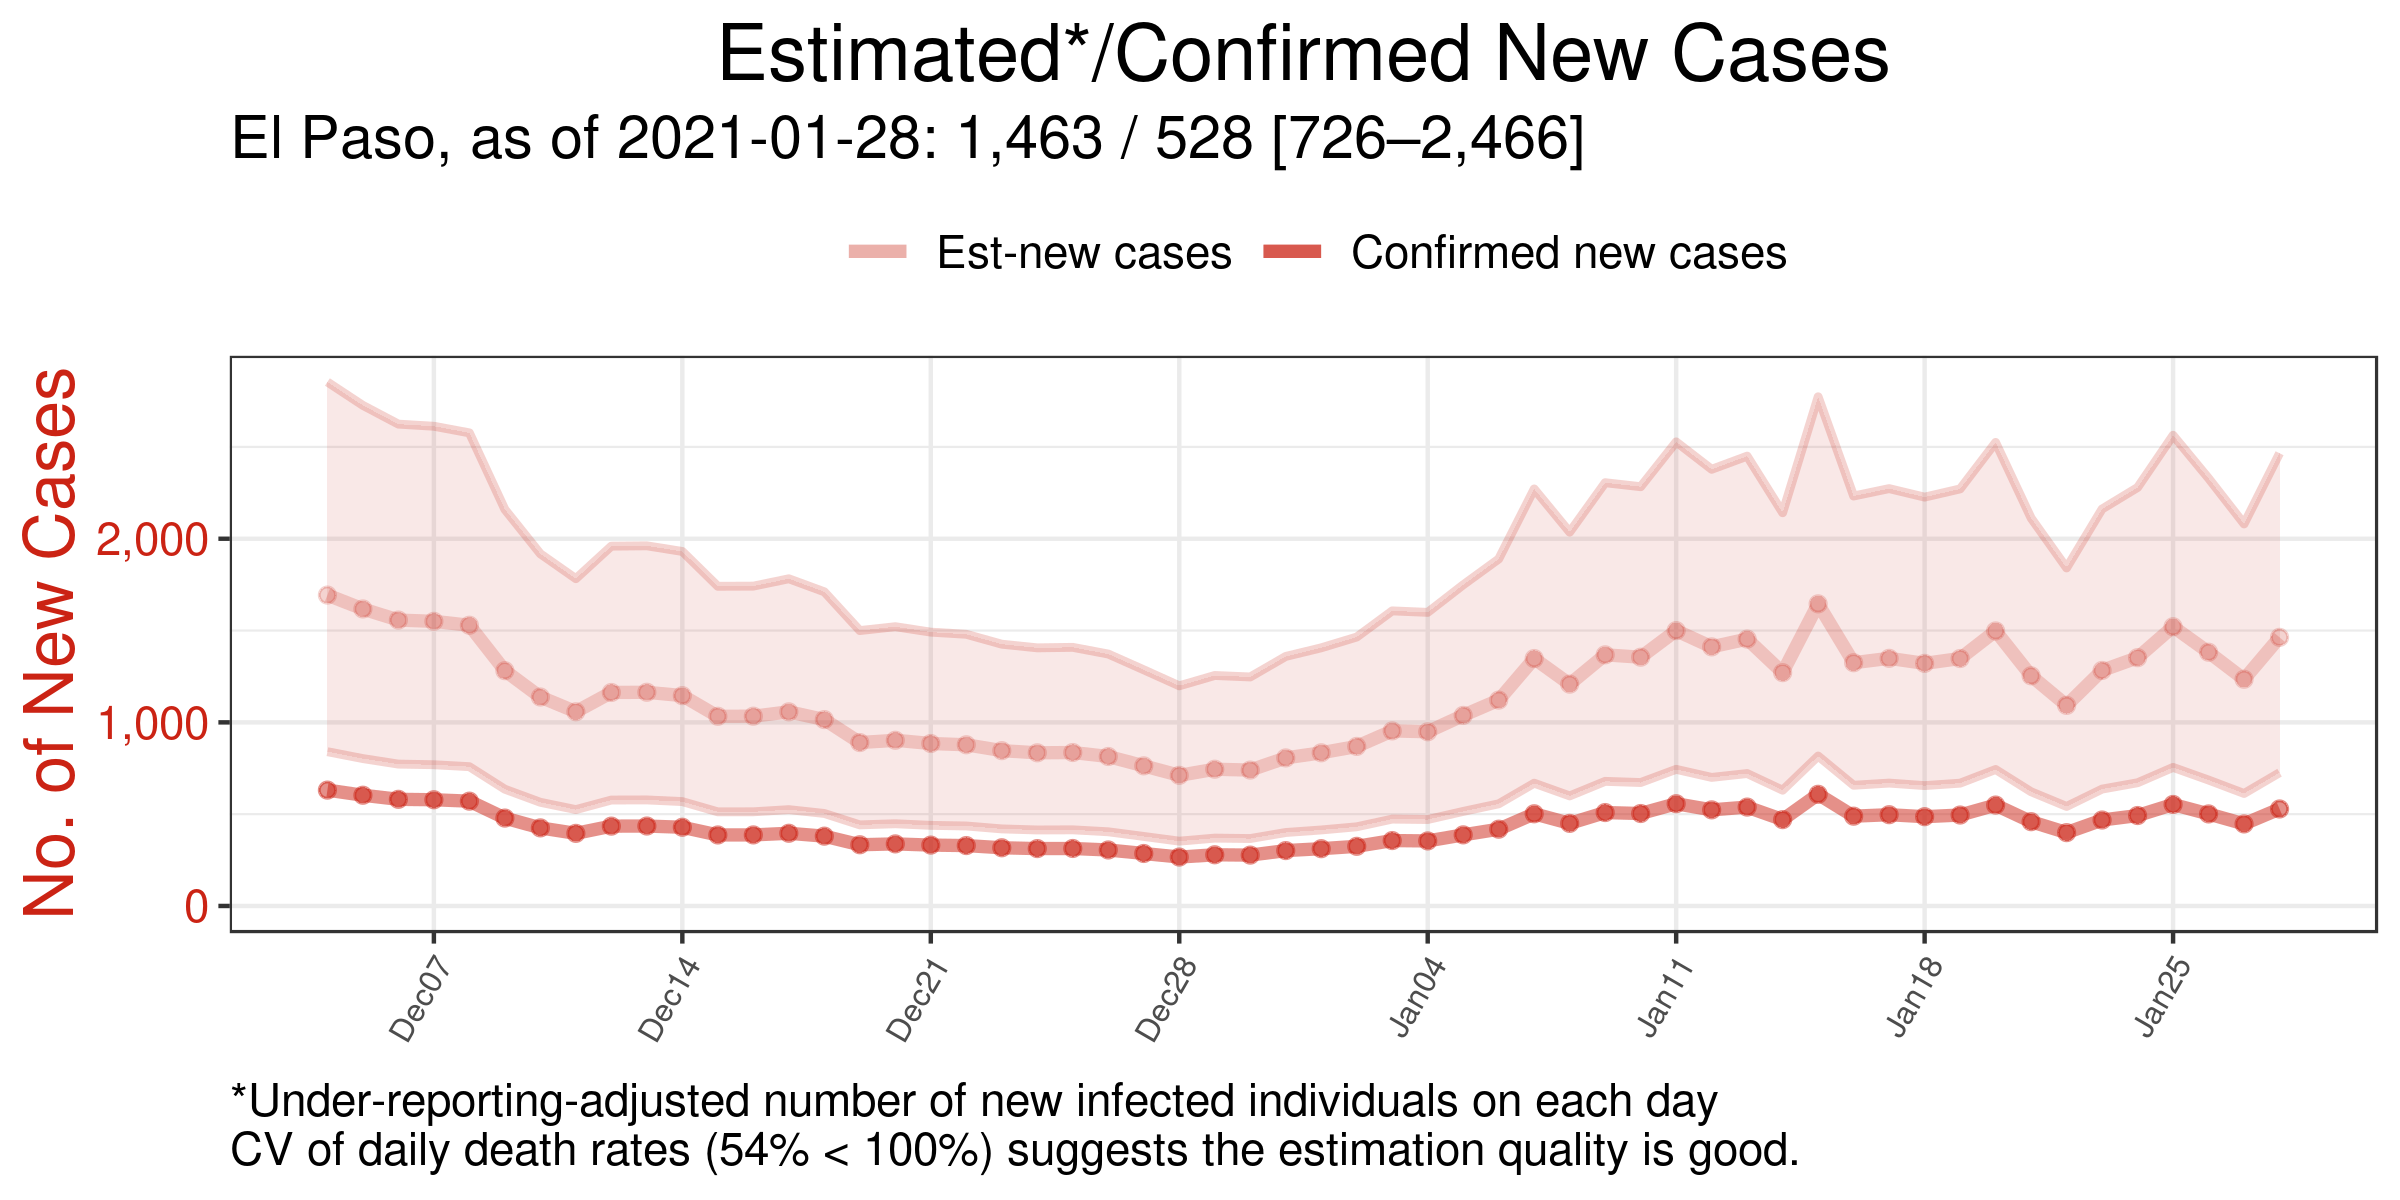 Estimated*/Confirmed New Cases
El Paso, as of 2021-01-28: 1,463 / 528 [726–2,466]
Est-new cases
Confirmed new cases
No. of New Cases
2,000
1,000
0
Dec07
Dec14
Dec21
Dec28
Jan04
Jan11
Jan18
Jan25
*Under-reporting-adjusted number of new infected individuals on each day
CV of daily death rates (54% < 100%) suggests the estimation quality is good.